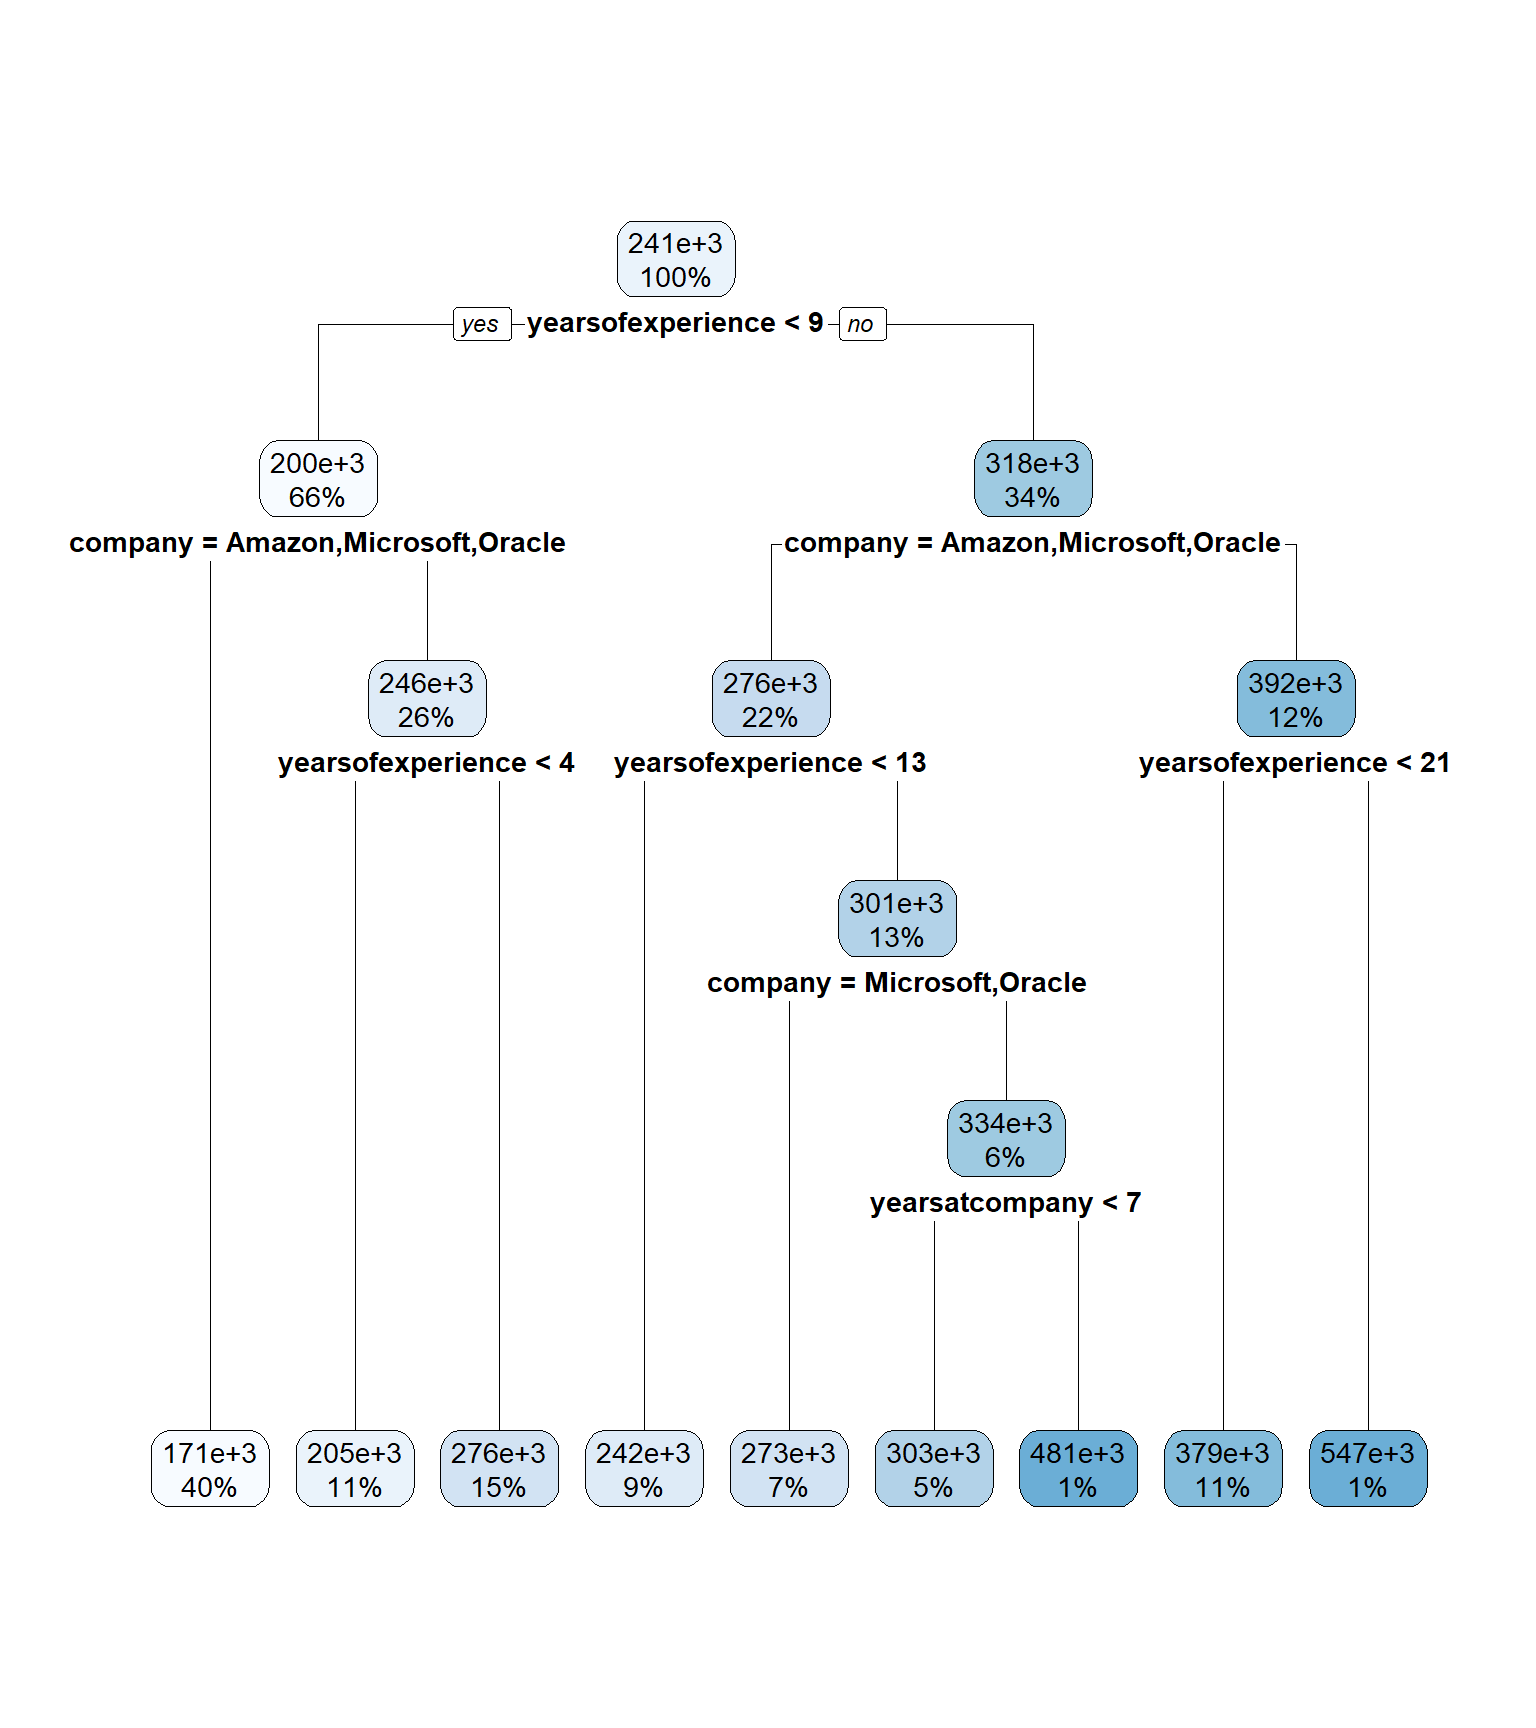 241e+3
100%
yes yearsofexperience < 9 no
200e+3
66%
318e+3
34%
company = Amazon,Microsoft,Oracle
company = Amazon,Microsoft,Oracle
246e+3
26%
276e+3
22%
392e+3
12%
yearsofexperience < 4
yearsofexperience < 13
yearsofexperience < 21
301e+3
13%
company = Microsoft,Oracle
334e+3
6%
yearsatcompany < 7
171e+3
40%
205e+3
11%
276e+3
15%
242e+3
9%
273e+3
7%
303e+3
5%
481e+3
1%
379e+3
11%
547e+3
1%